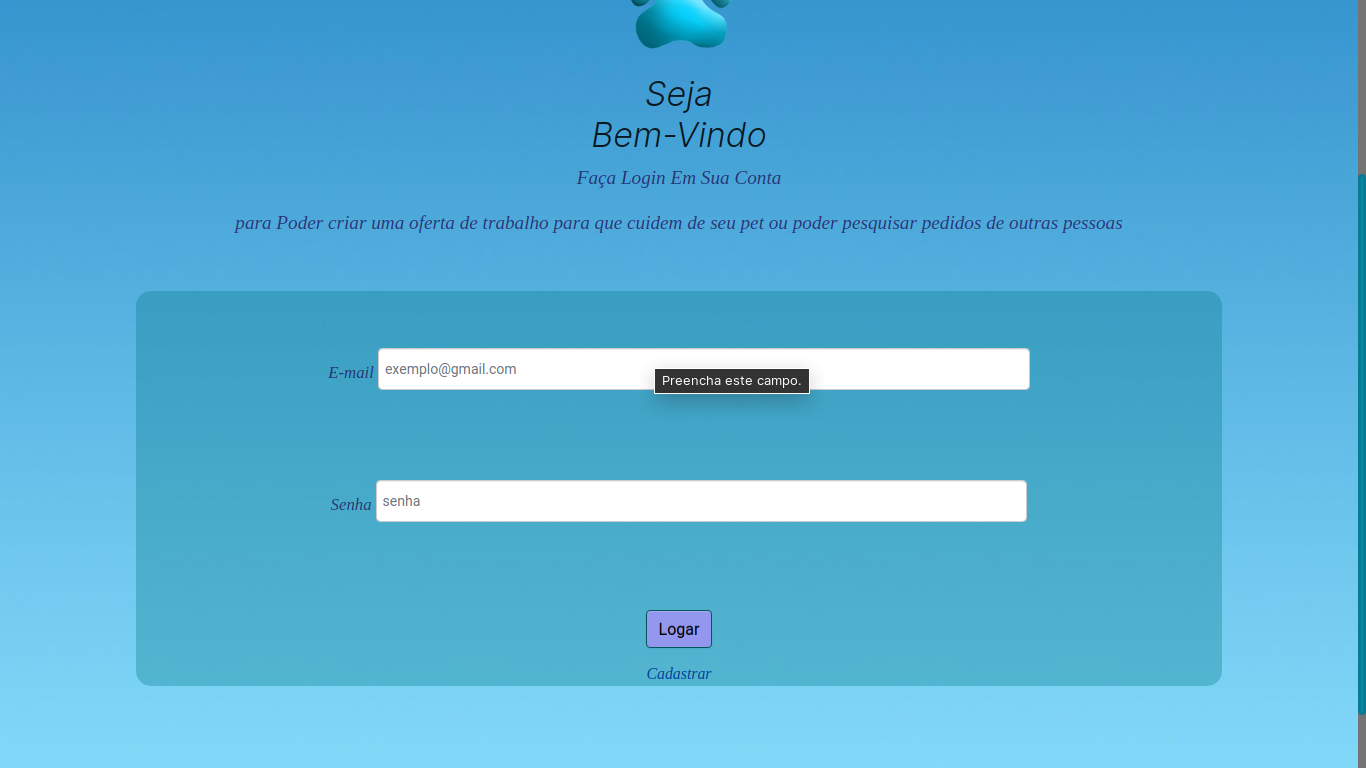 Seja
Bem-Vindo
Faça Login Em Sua Conta
para Poder criar uma oferta de trabalho para que cuidem de seu pet ou poder pesquisar pedidos de outras pessoas
E-mail exemplo@gmail.com
Preencha este campo.
Senha senha
Logar
Cadastrar